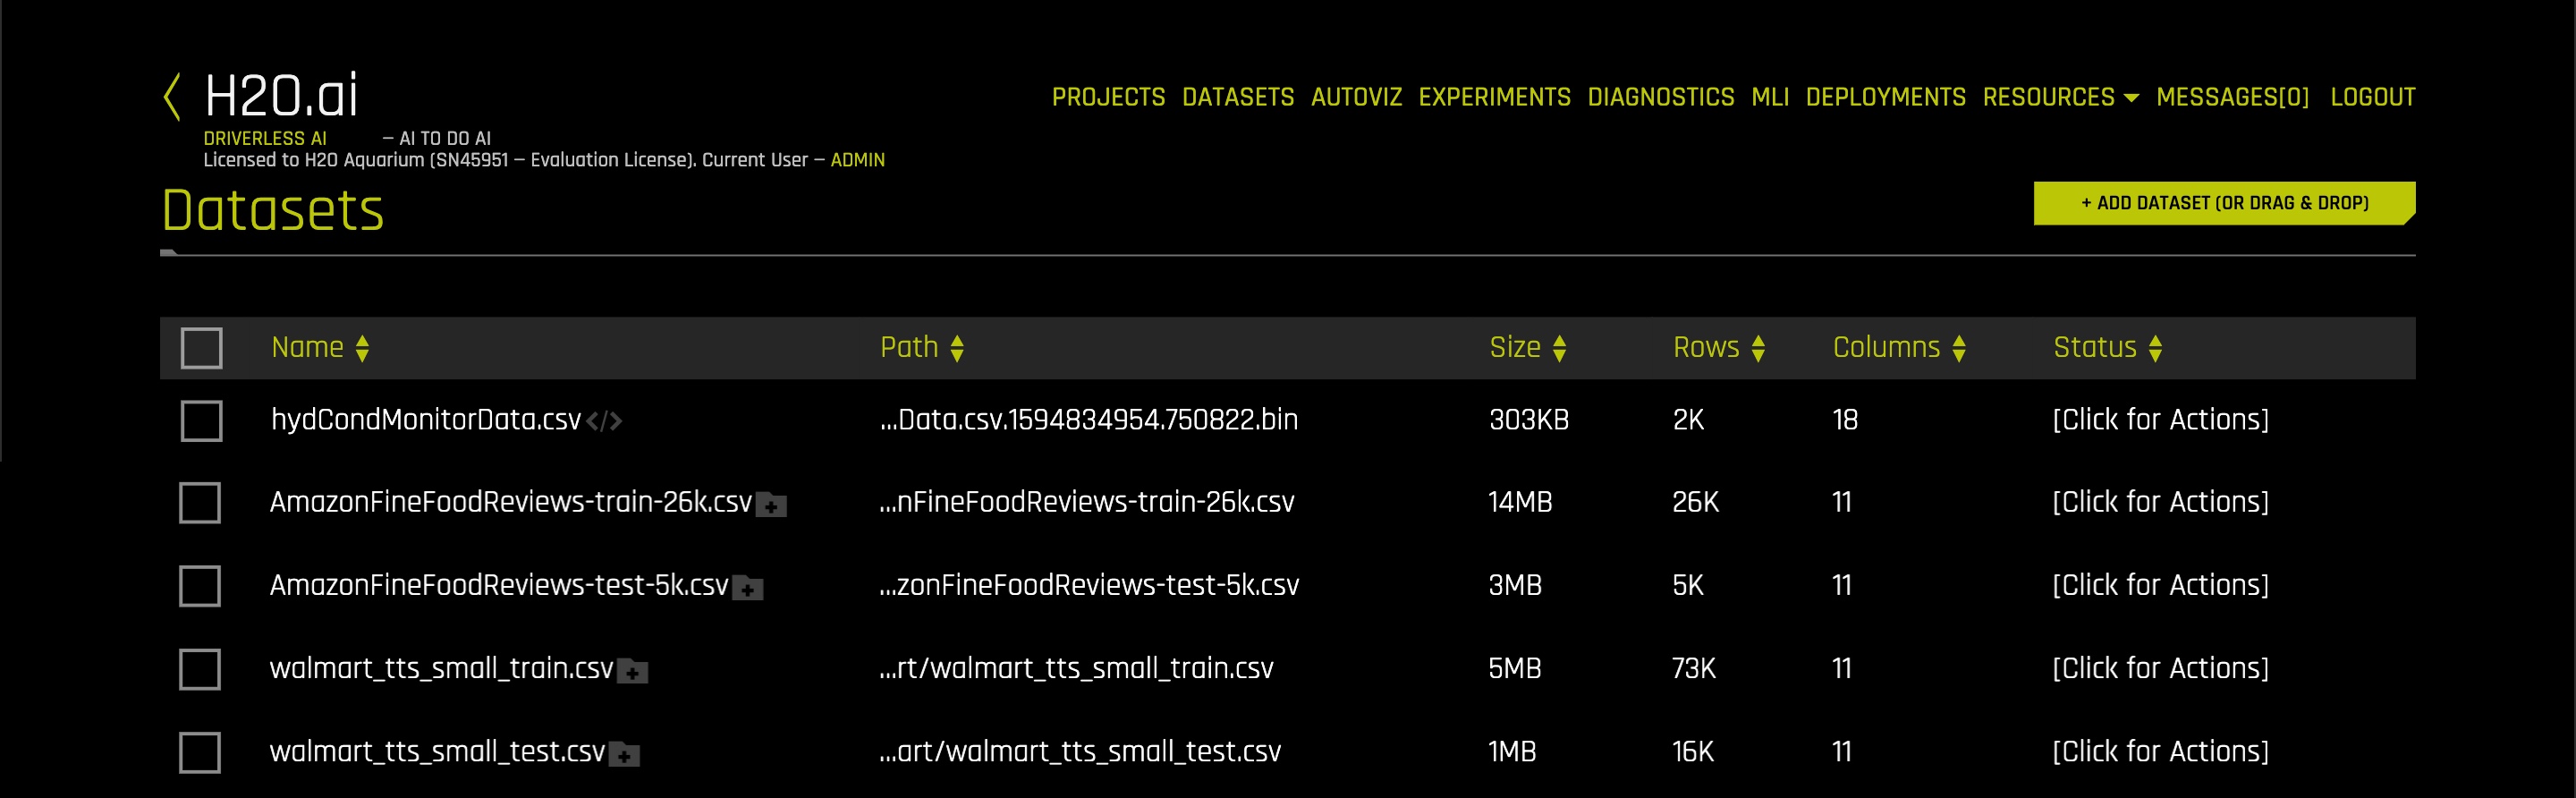 H2O.ai
PROJECTS DATASETS AUTOVIZ EXPERIMENTS DIAGNOSTICS MLI DEPLOYMENTS RESOURCES MESSAGES[0] LOGOUT
DRIVERLESS AI – AI TO DO AI
Licensed to H2O Aquarium (SN45951 – Evaluation License). Current User – ADMIN
Datasets
+ ADD DATASET (OR DRAG & DROP)
Name Path Size Rows Columns Status
hydCondMonitorData.csv </> ...Data.csv.1594834954.750822.bin 303KB 2K 18 [Click for Actions]
AmazonFineFoodReviews-train-26k.csv ...nFineFoodReviews-train-26k.csv 14MB 26K 11 [Click for Actions]
AmazonFineFoodReviews-test-5k.csv ...zonFineFoodReviews-test-5k.csv 3MB 5K 11 [Click for Actions]
walmart_tts_small_train.csv ...rt/walmart_tts_small_train.csv 5MB 73K 11 [Click for Actions]
walmart_tts_small_test.csv ...art/walmart_tts_small_test.csv 1MB 16K 11 [Click for Actions]